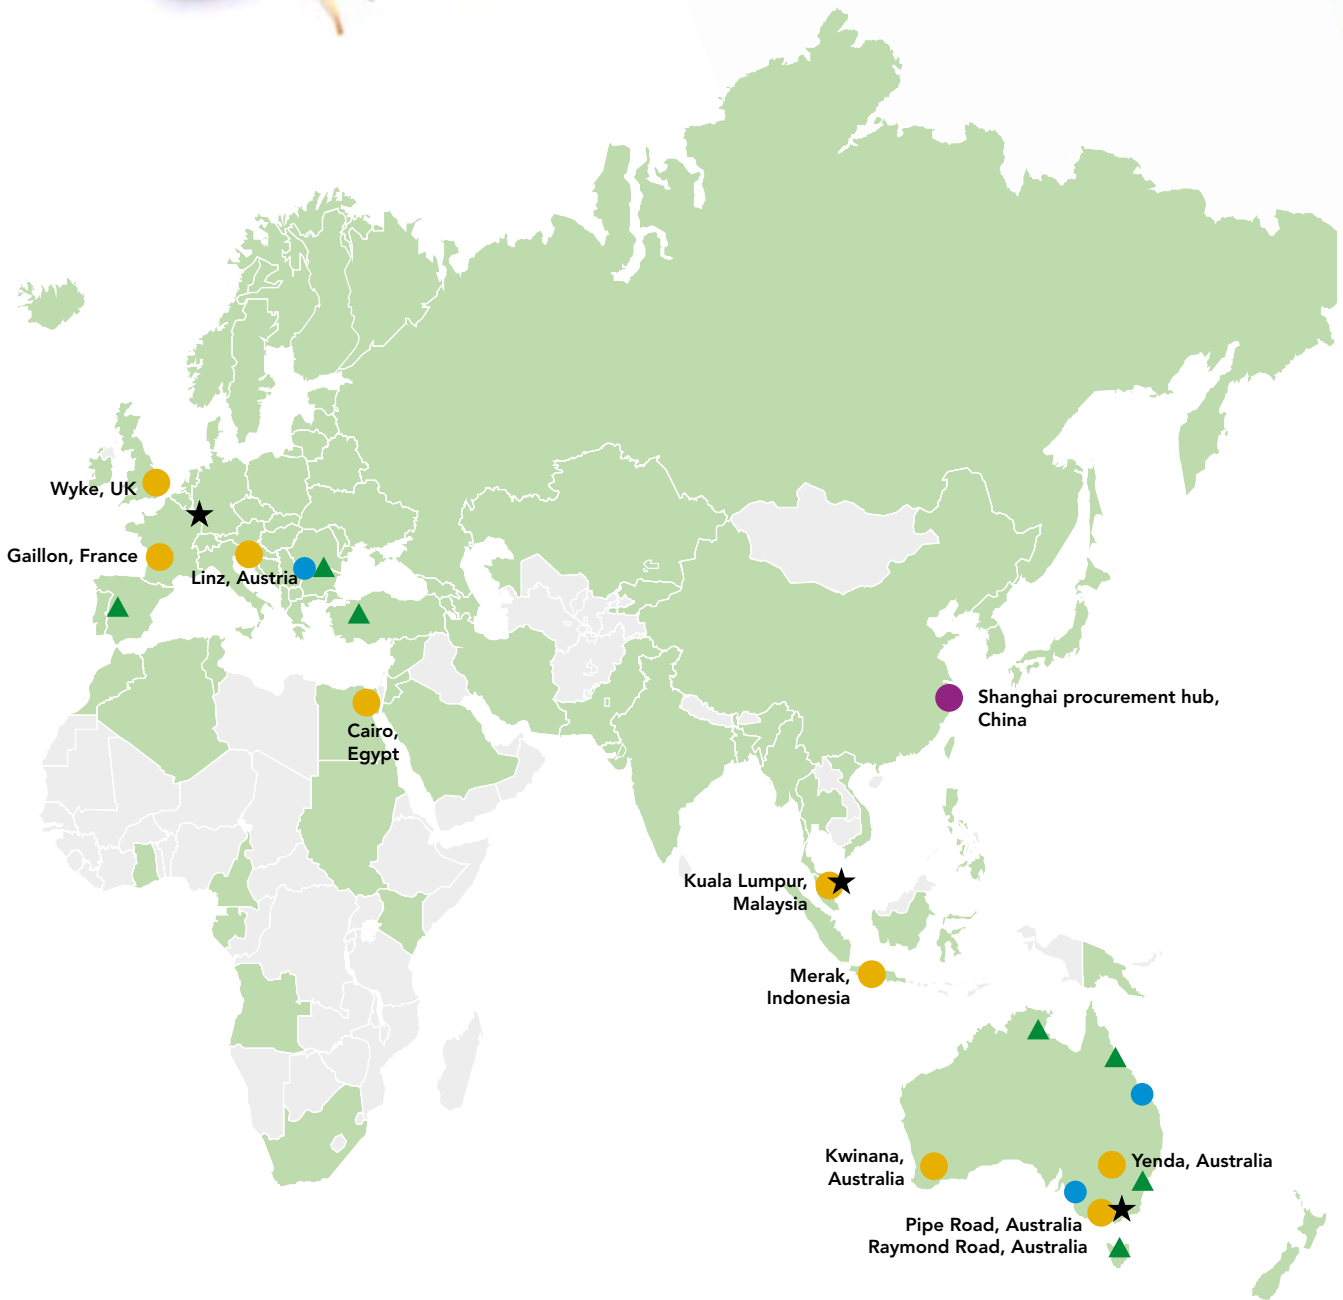 Wyke, UK
Gaillon, France
Linz, Austria
Cairo,
Egypt
Shanghai procurement hub,
China
Kuala Lumpur,
Malaysia
Merak,
Indonesia
Kwinana,
Australia
Yenda, Australia
Pipe Road, Australia
Raymond Road, Australia